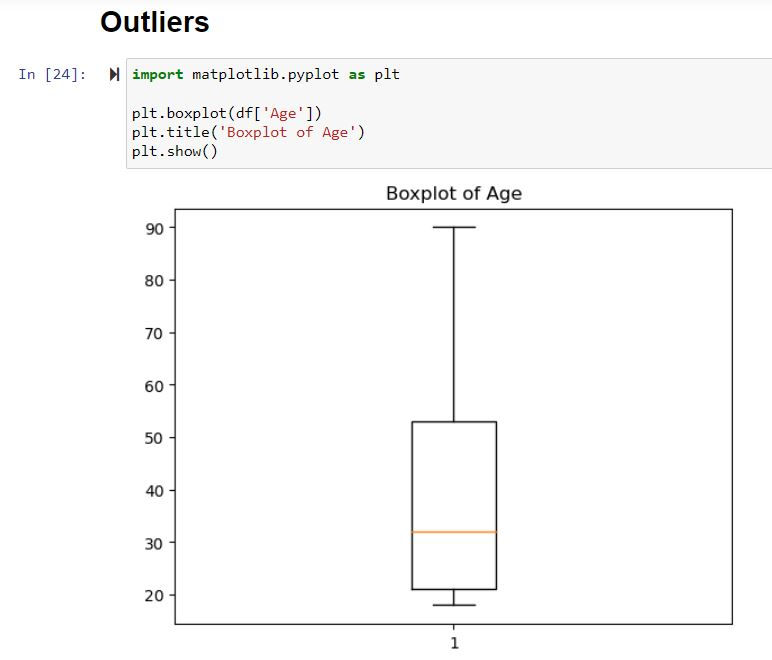 Outliers
In [24]:
import matplotlib.pyplot as plt
plt.boxplot(df['Age'])
plt.title('Boxplot of Age')
plt.show()
Boxplot of Age
90
80
70
60
50
40
30
20
1